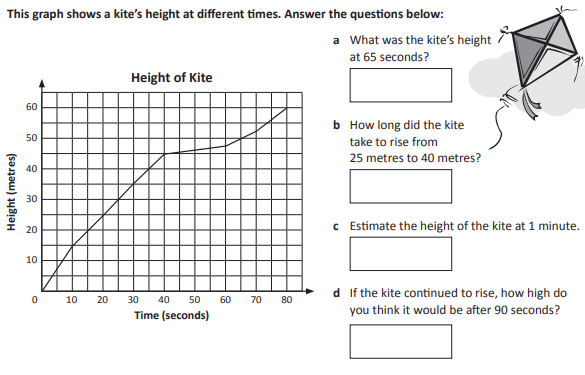 This graph shows a kite's height at different times. Answer the questions below:
a What was the kite's height
at 65 seconds?
b How long did the kite
take to rise from
25 metres to 40 metres?
c Estimate the height of the kite at 1 minute.
d If the kite continued to rise, how high do
you think it would be after 90 seconds?
Height of Kite
Height (metres)
60
50
40
30
20
10
0 10 20 30 40 50 60 70 80
Time (seconds)